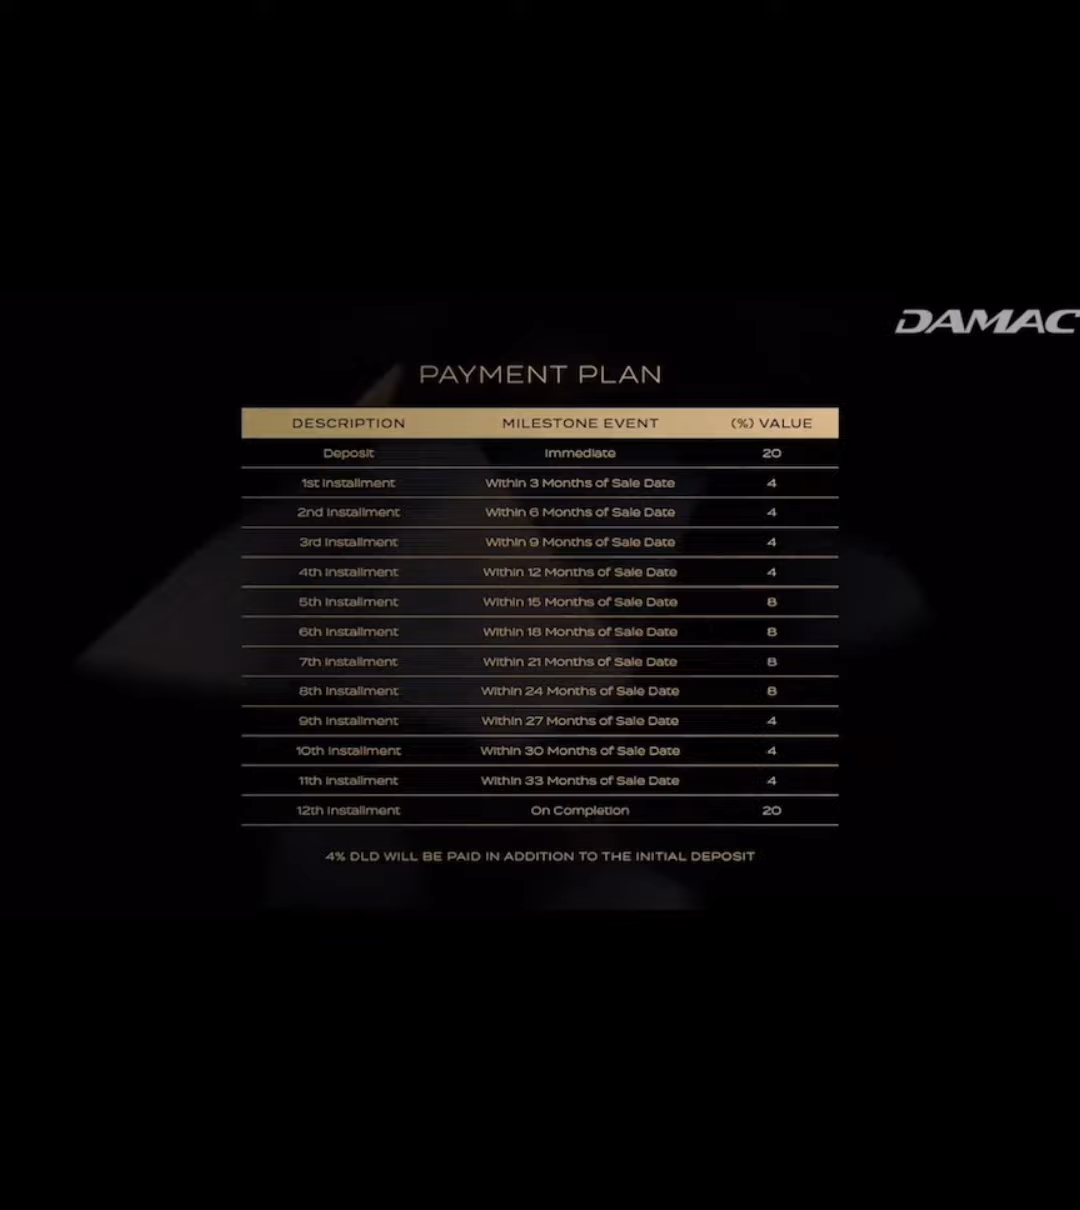 DAMAC
PAYMENT PLAN
DESCRIPTION MILESTONE EVENT (%) VALUE
Deposit Immediate 20
1st Installment Within 3 Months of Sale Date 4
2nd Installment Within 6 Months of Sale Date 4
3rd Installment Within 9 Months of Sale Date 4
4th Installment Within 12 Months of Sale Date 4
5th Installment Within 15 Months of Sale Date 8
6th Installment Within 18 Months of Sale Date 8
7th Installment Within 21 Months of Sale Date 8
8th Installment Within 24 Months of Sale Date 8
9th Installment Within 27 Months of Sale Date 4
10th Installment Within 30 Months of Sale Date 4
11th Installment Within 33 Months of Sale Date 4
12th Installment On Completion 20
4% DLD WILL BE PAID IN ADDITION TO THE INITIAL DEPOSIT